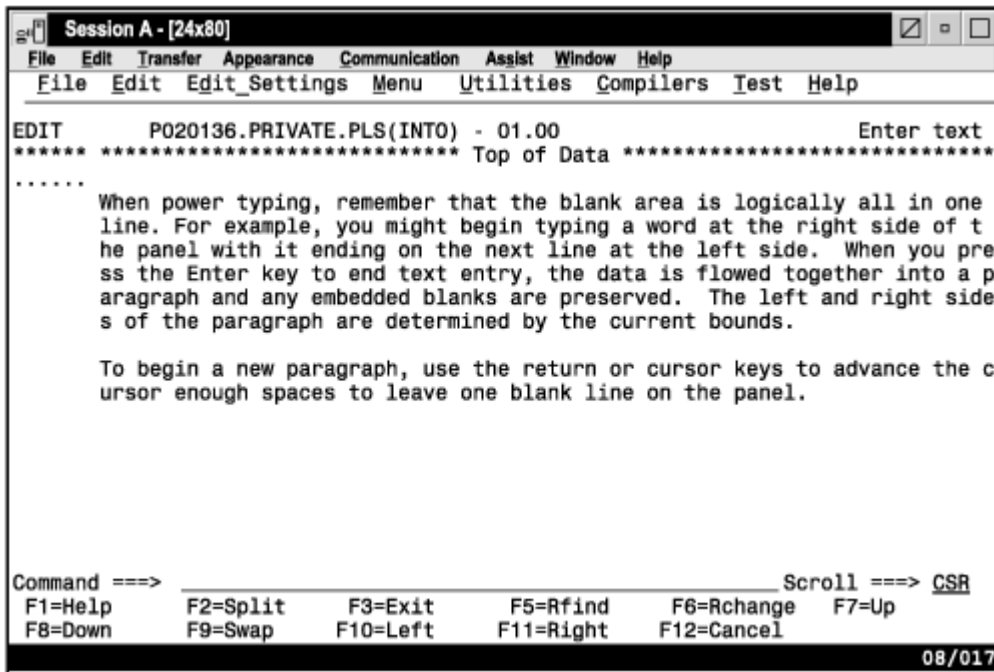 Session A - [24x80]
File Edit Transfer Appearance Communication Assist Window Help
File Edit Edit_Settings Menu Utilities Compilers Test Help
EDIT P020136.PRIVATE.PLS(INTO) - 01.00 Enter text
****** ***************************** Top of Data ******************************
......
When power typing, remember that the blank area is logically all in one
line. For example, you might begin typing a word at the right side of t
he panel with it ending on the next line at the left side. When you pre
ss the Enter key to end text entry, the data is flowed together into a p
aragraph and any embedded blanks are preserved. The left and right side
s of the paragraph are determined by the current bounds.
To begin a new paragraph, use the return or cursor keys to advance the c
ursor enough spaces to leave one blank line on the panel.
Command ===> Scroll ===> CSR
F1=Help F2=Split F3=Exit F5=Rfind F6=Rchange F7=Up
F8=Down F9=Swap F10=Left F11=Right F12=Cancel
08/017